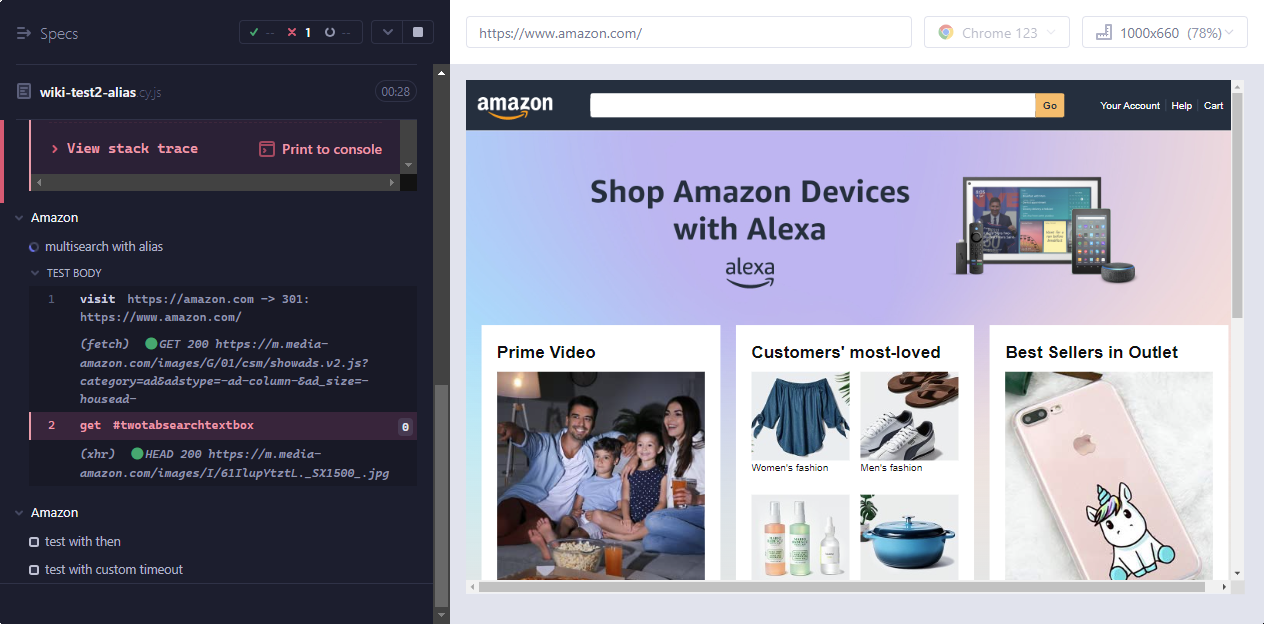 Specs
--
1
--
https://www.amazon.com/
Chrome 123
1000x660 (78%)
wiki-test2-alias.cy.js
00:28
View stack trace
Print to console
Amazon
multisearch with alias
TEST BODY
1 visit https://amazon.com -> 301:
https://www.amazon.com/
(fetch) GET 200 https://m.media-
amazon.com/images/G/01/csm/showads.v2.js?
category=ad&adstype=-ad-column-&ad_size=-
housead-
2 get #twotabsearchtextbox 0
(xhr) HEAD 200 https://m.media-
amazon.com/images/I/61IlupYtztL._SX1500_.jpg
Amazon
test with then
test with custom timeout
amazon
Go
Your Account
Help
Cart
Shop Amazon Devices
with Alexa
alexa
Prime Video
Customers' most-loved
Best Sellers in Outlet
Women's fashion
Men's fashion